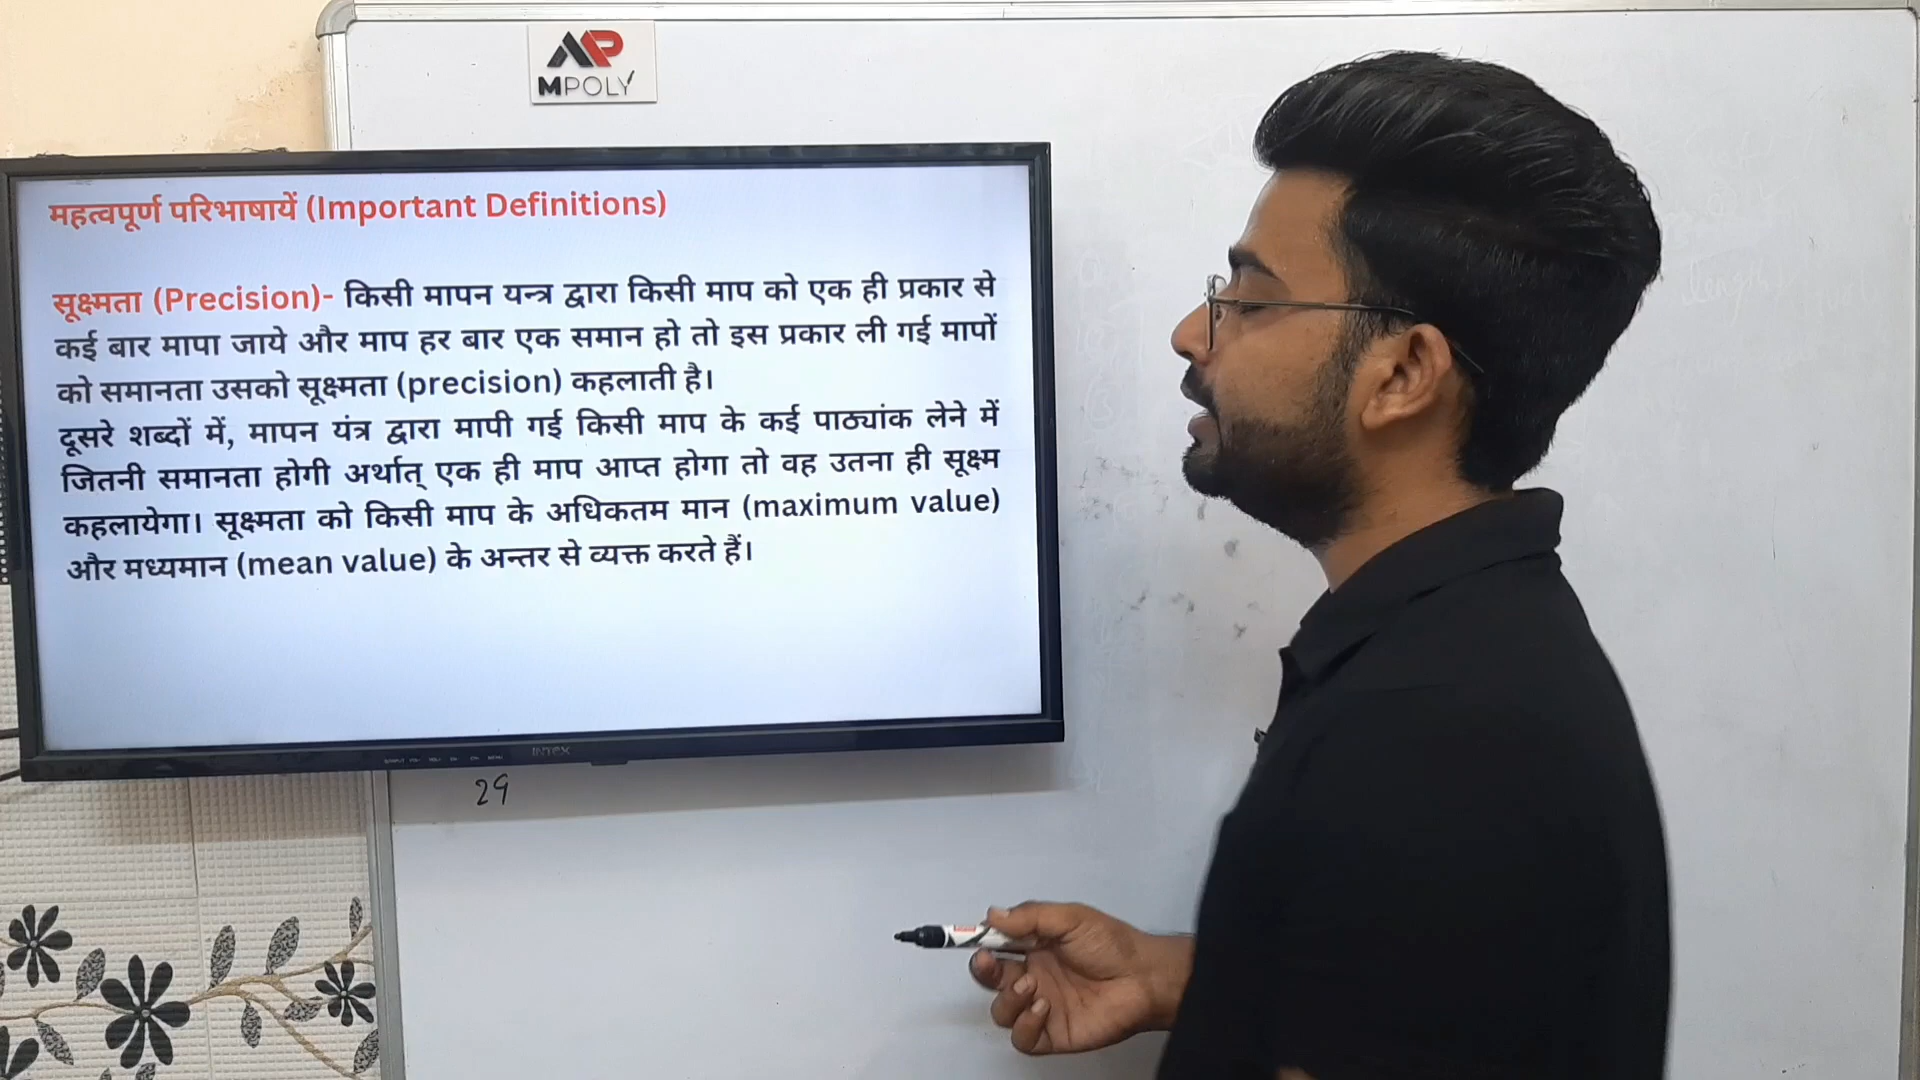 MPOLY
महत्वपूर्ण परिभाषायें (Important Definitions)
सूक्ष्मता (Precision)- किसी मापन यन्त्र द्वारा किसी माप को एक ही प्रकार से
कई बार मापा जाये और माप हर बार एक समान हो तो इस प्रकार ली गई मापों
को समानता उसको सूक्ष्मता (precision) कहलाती है।
दूसरे शब्दों में, मापन यंत्र द्वारा मापी गई किसी माप के कई पाठ्यांक लेने में
जितनी समानता होगी अर्थात् एक ही माप आप्त होगा तो वह उतना ही सूक्ष्म
कहलायेगा। सूक्ष्मता को किसी माप के अधिकतम मान (maximum value)
और मध्यमान (mean value) के अन्तर से व्यक्त करते हैं।
INTEX
29